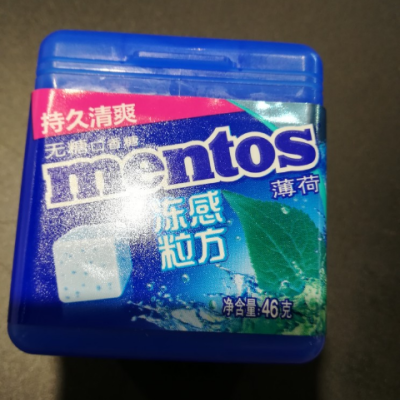 持久清爽
无糖口香糖
mentos
薄荷
冻感
粒方
净含量:46克